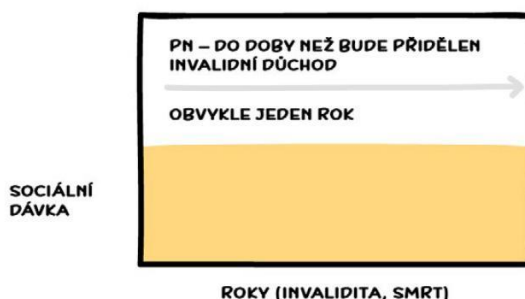 PN – DO DOBY NEŽ BUDE PŘIDĚLEN
INVALIDNÍ DŮCHOD
OBVYKLE JEDEN ROK
SOCIÁLNÍ
DÁVKA
ROKY (INVALIDITA, SMRT)